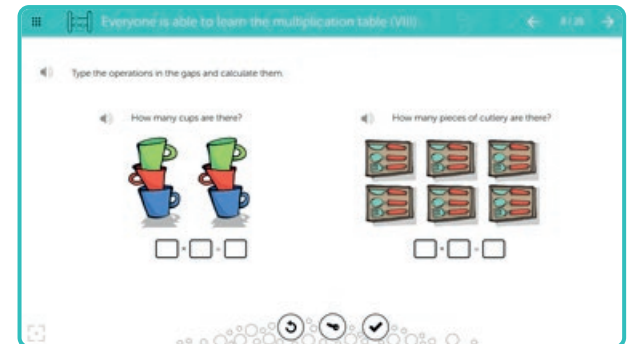 Everyone is able to learn the multiplication table (VIII)
Type the operations in the gaps and calculate them.
How many cups are there?
How many pieces of cutlery are there?